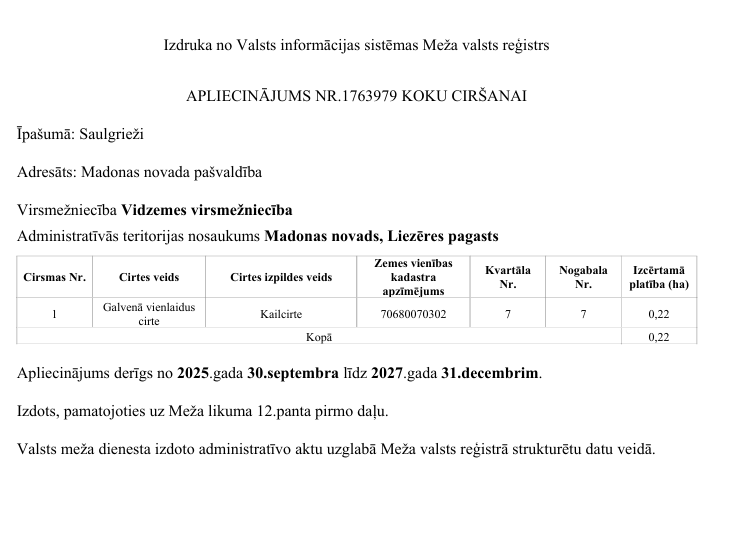 Izdruka no Valsts informācijas sistēmas Meža valsts reģistrs
APLIECINĀJUMS NR.1763979 KOKU CIRŠANAI
Īpašumā: Saulgrieži
Adresāts: Madonas novada pašvaldība
Virsmežniecība Vidzemes virsmežniecība
Administratīvās teritorijas nosaukums Madonas novads, Liezēres pagasts
Cirsmas Nr. Cirtes veids Cirtes izpildes veids Zemes vienības kadastra apzīmējums Kvartāla Nr. Nogabala Nr. Izcērtamā platība (ha)
1 Galvenā vienlaidus cirte Kailcirte 70680070302 7 7 0,22
Kopā 0,22
Apliecinājums derīgs no 2025.gada 30.septembra līdz 2027.gada 31.decembrim.
Izdots, pamatojoties uz Meža likuma 12.panta pirmo daļu.
Valsts meža dienesta izdoto administratīvo aktu uzglabā Meža valsts reģistrā strukturētu datu veidā.